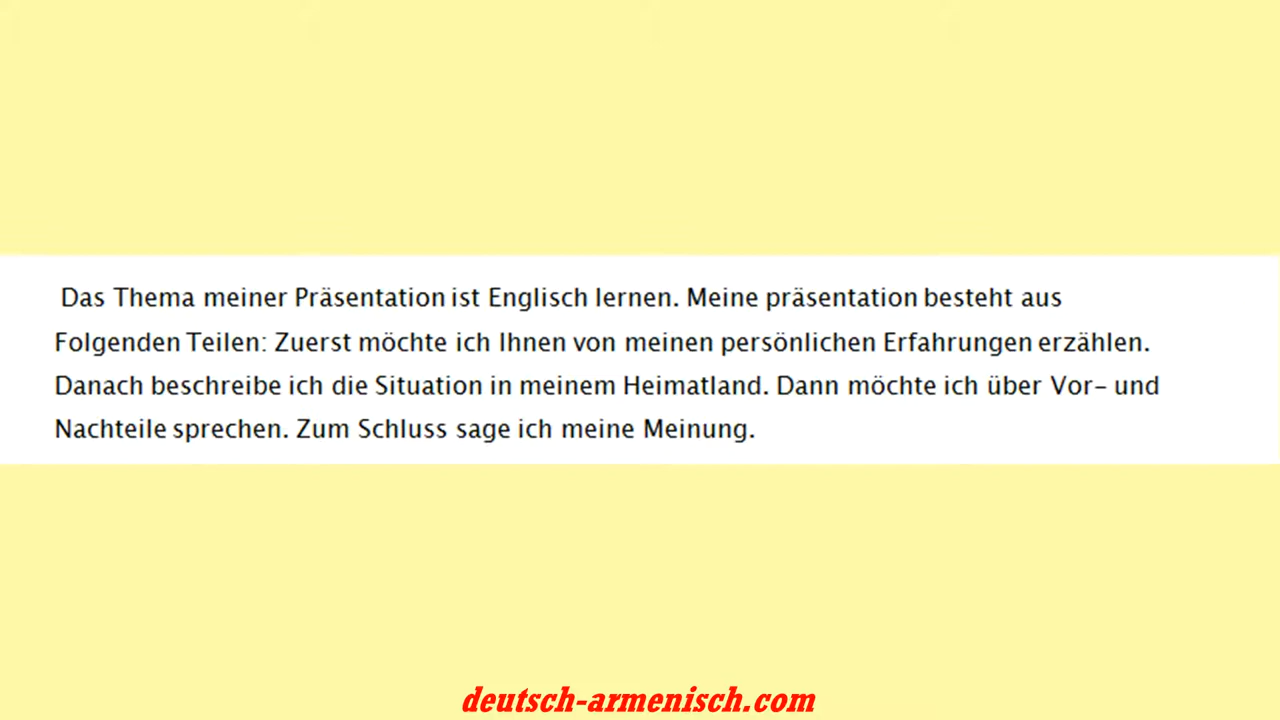 Das Thema meiner Präsentation ist Englisch lernen. Meine präsentation besteht aus
Folgenden Teilen: Zuerst möchte ich Ihnen von meinen persönlichen Erfahrungen erzählen.
Danach beschreibe ich die Situation in meinem Heimatland. Dann möchte ich über Vor- und
Nachteile sprechen. Zum Schluss sage ich meine Meinung.
deutsch-armenisch.com